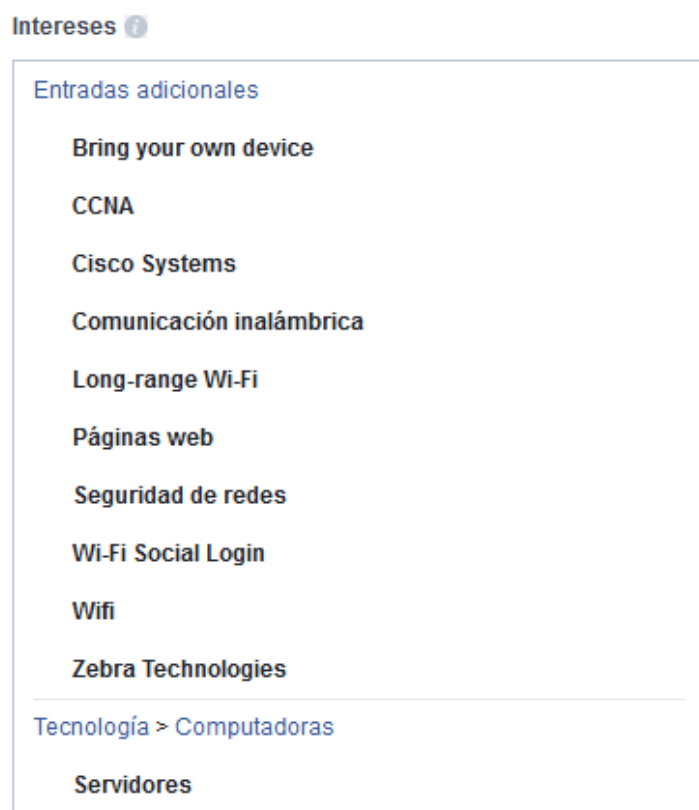 Intereses
Entradas adicionales
Bring your own device
CCNA
Cisco Systems
Comunicación inalámbrica
Long-range Wi-Fi
Páginas web
Seguridad de redes
Wi-Fi Social Login
Wifi
Zebra Technologies
Tecnología > Computadoras
Servidores